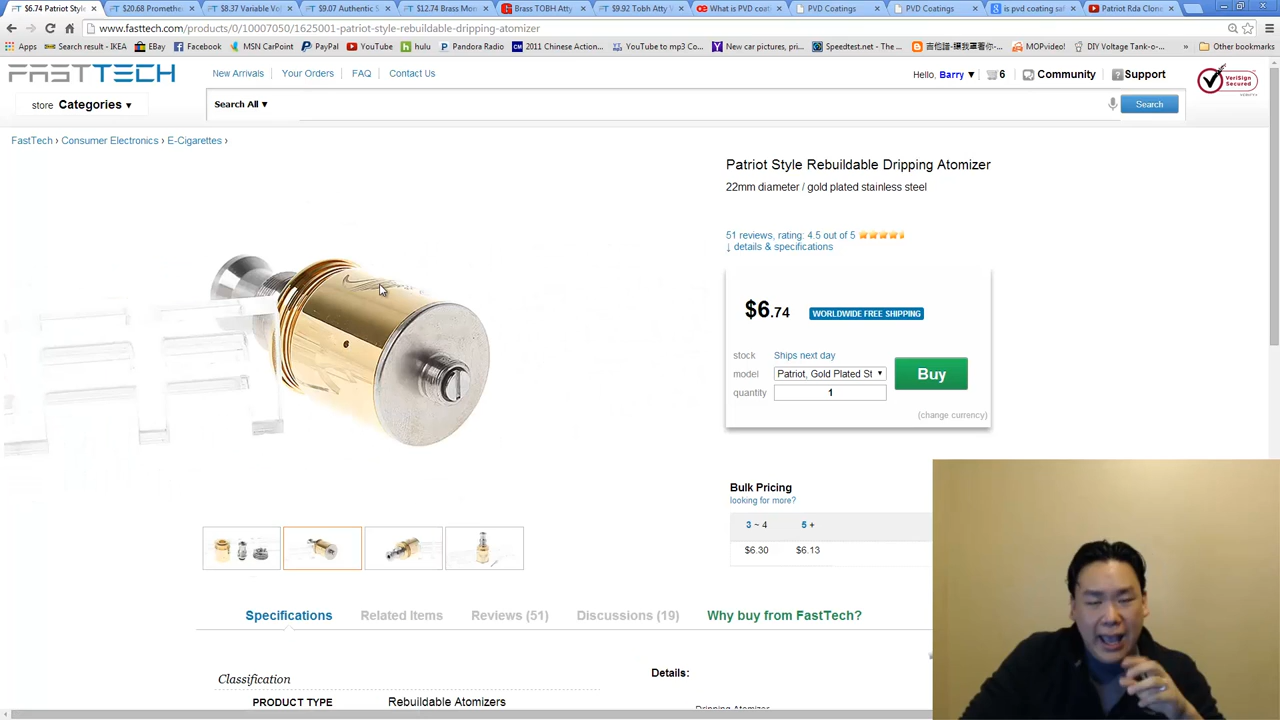 $6.74 Patriot Style
$20.68 Prometheu
$8.37 Variable Vol
$9.07 Authentic S
$12.74 Brass Mon
Brass TOBH Atty
$9.92 Tobh Atty V
What is PVD coat
PVD Coatings
PVD Coatings
is pvd coating saf
Patriot Rda Clone
www.fasttech.com/products/0/10007050/1625001-patriot-style-rebuildable-dripping-atomizer
Apps
Search result - IKEA
EBay
Facebook
MSN CarPoint
PayPal
YouTube
hulu
Pandora Radio
2011 Chinese Action...
YouTube to mp3 Co...
New car pictures, pri...
Speedtest.net - The ...
MOPvideo!
DIY Voltage Tank-o-...
»
Other bookmarks
FASTTECH
New Arrivals
Your Orders
FAQ
Contact Us
Hello, Barry ▼
6
Community
Support
VeriSign
Secured
store Categories ▼
Search All ▼
Search
FastTech › Consumer Electronics › E-Cigarettes ›
Patriot Style Rebuildable Dripping Atomizer
22mm diameter / gold plated stainless steel
51 reviews, rating: 4.5 out of 5
↓ details & specifications
$6.74 WORLDWIDE FREE SHIPPING
stock Ships next day
model Patriot, Gold Plated St
Buy
quantity 1
(change currency)
Bulk Pricing
looking for more?
3 ~ 4 5 +
$6.30 $6.13
Specifications
Related Items
Reviews (51)
Discussions (19)
Why buy from FastTech?
Classification
PRODUCT TYPE Rebuildable Atomizers
Details:
Dripping Atomizer